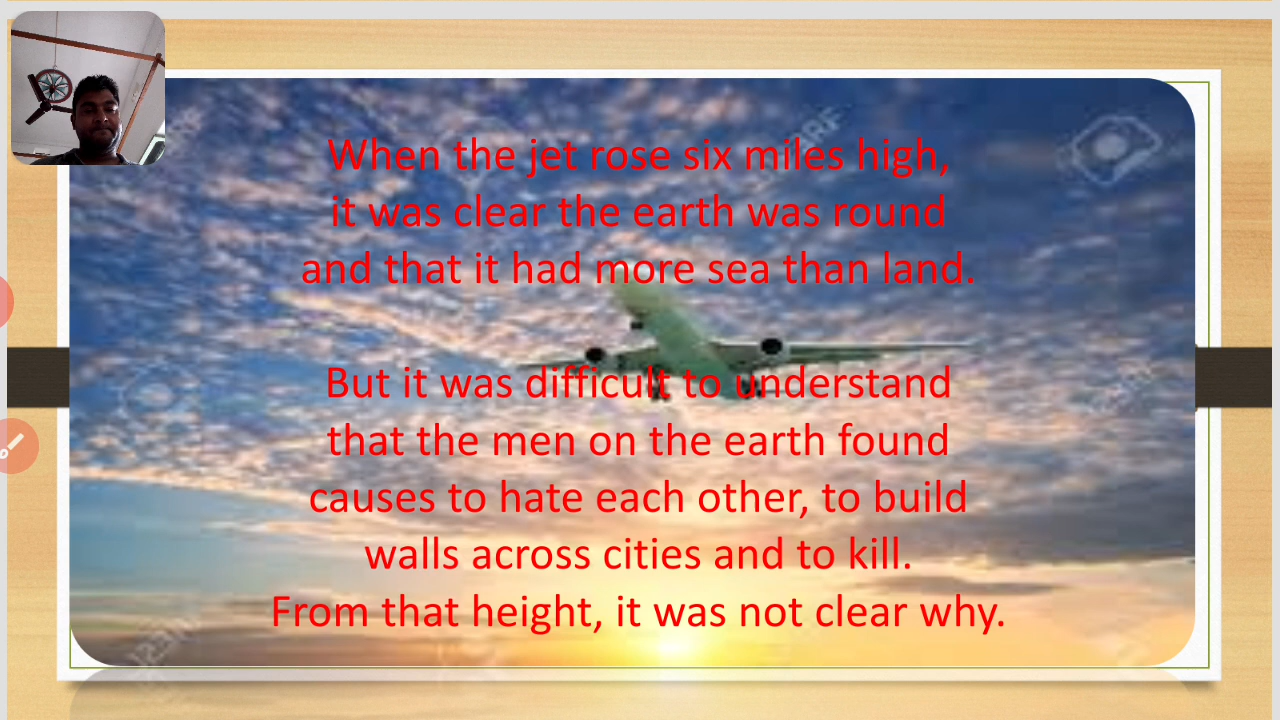 When the jet rose six miles high,
it was clear the earth was round
and that it had more sea than land.
But it was difficult to understand
that the men on the earth found
causes to hate each other, to build
walls across cities and to kill.
From that height, it was not clear why.